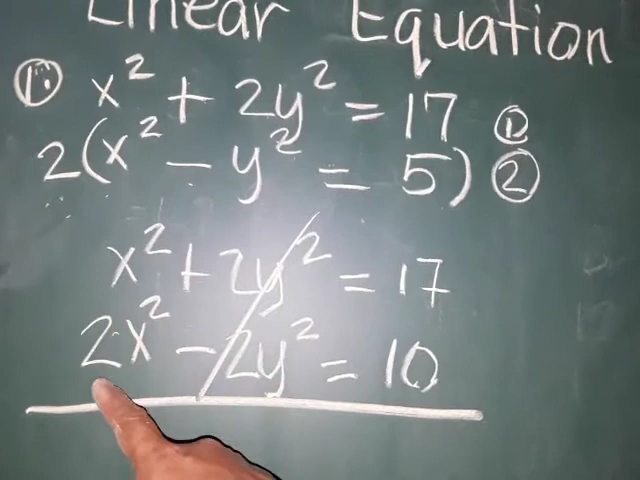 Linear Equation
1. x² + 2y² = 17 ①
2(x² - y² = 5) ②
x² + 2y² = 17
2x² - 2y² = 10